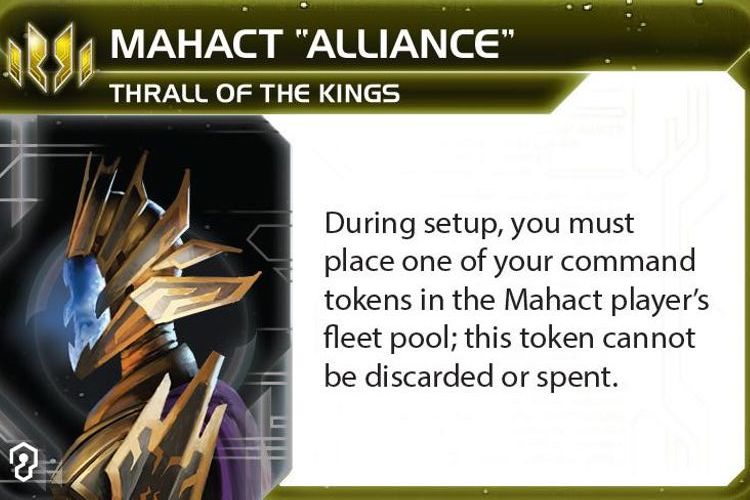 MAHACT "ALLIANCE"
THRALL OF THE KINGS
During setup, you must
place one of your command
tokens in the Mahact player's
fleet pool; this token cannot
be discarded or spent.